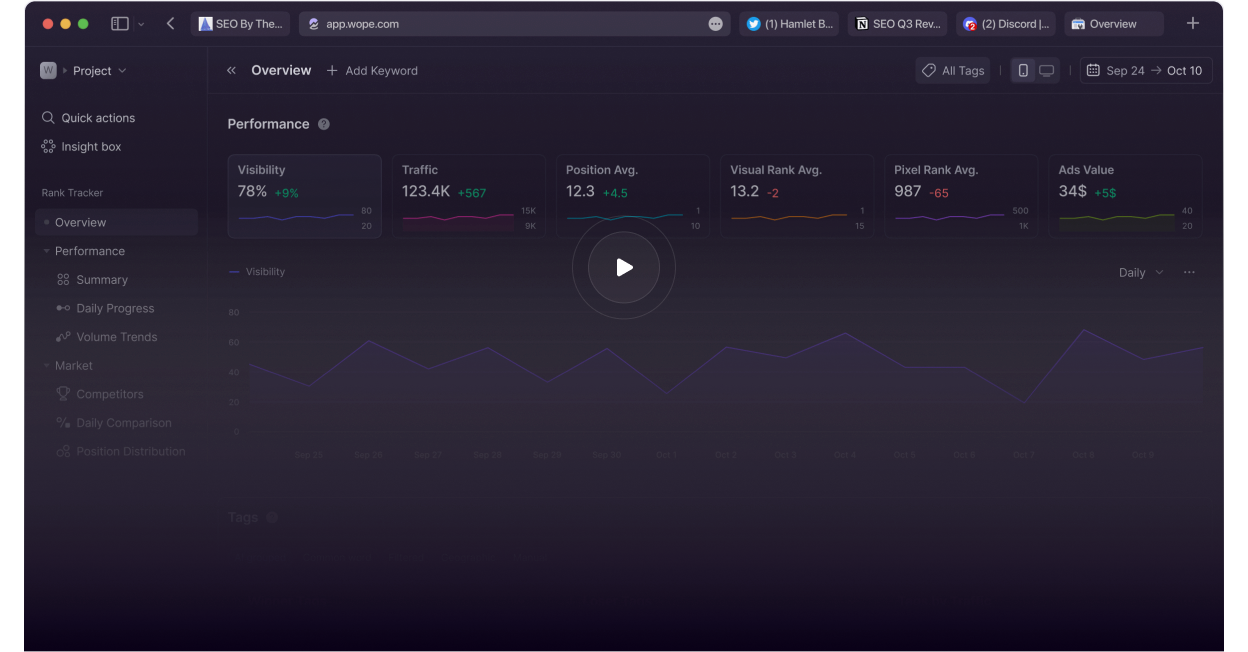 SEO By The...
app.wope.com
(1) Hamlet B...
N SEO Q3 Rev...
(2) Discord |...
Overview
W Project
Overview
Add Keyword
All Tags
Sep 24 → Oct 10
Quick actions
Insight box
Rank Tracker
Overview
Performance
Summary
Daily Progress
Volume Trends
Market
Competitors
Daily Comparison
Position Distribution
Performance ?
Visibility
78% +9%
80
20
Traffic
123.4K +567
15K
9K
Position Avg.
12.3 +4.5
1
10
Visual Rank Avg.
13.2 -2
1
15
Pixel Rank Avg.
987 -65
500
1K
Ads Value
34$ +5$
40
20
Visibility
Daily
80
60
40
20
0
Sep 25 Sep 26 Sep 27 Sep 28 Sep 29 Sep 30 Oct 1 Oct 2 Oct 3 Oct 4 Oct 5 Oct 6 Oct 7 Oct 8 Oct 9
Tags